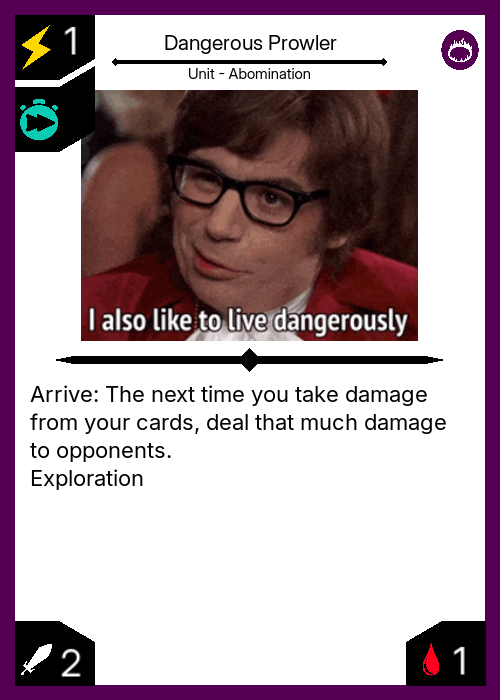 1
Dangerous Prowler
Unit - Abomination
I also like to live dangerously
Arrive: The next time you take damage
from your cards, deal that much damage
to opponents.
Exploration
2
1